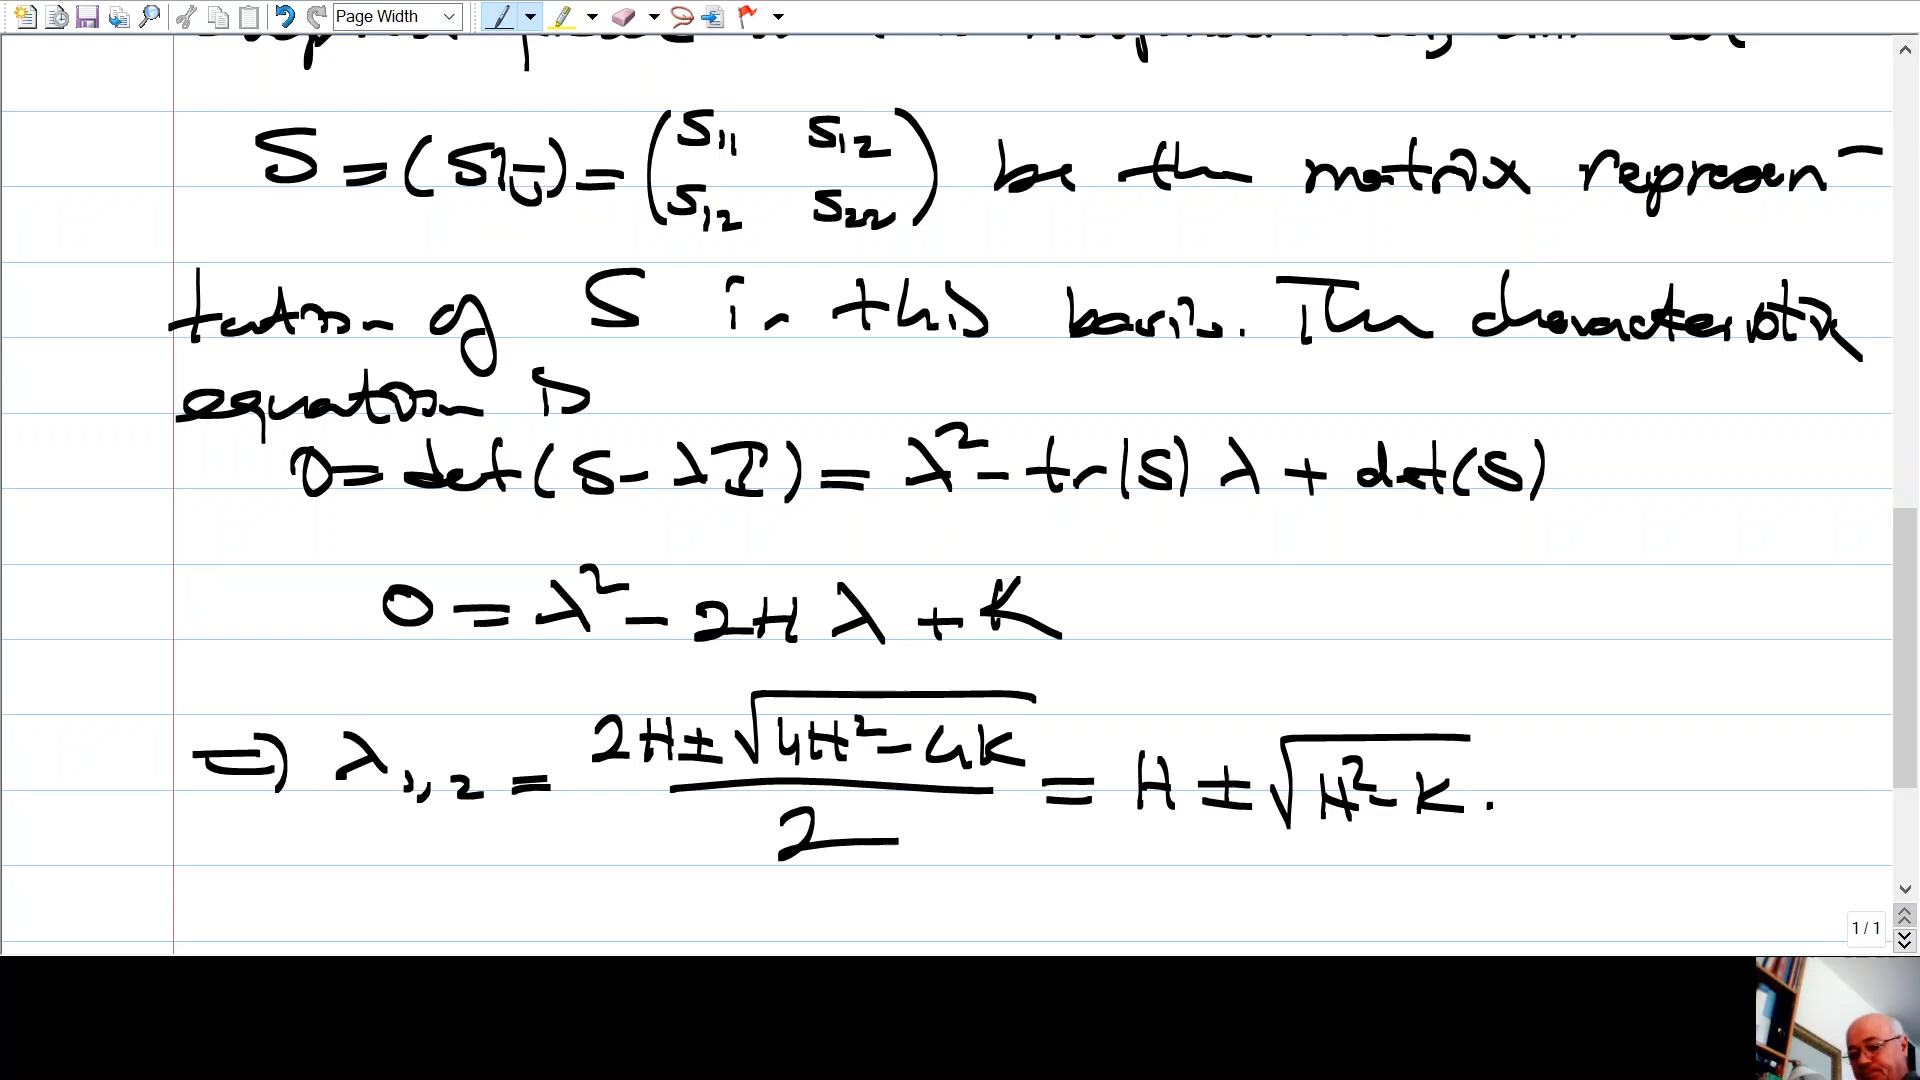 Page Width
S = (Sij) = ( S11 S12 ; S12 S22 ) be the matrix represen-
tation of S in this basis. The characteristic
equation is
0 = det(S - λI) = λ² - tr(S) λ + det(S)
0 = λ² - 2H λ + K
⇒ λ1,2 = (2H ± √(4H² - 4K)) / 2 = H ± √(H² - K).
1 / 1